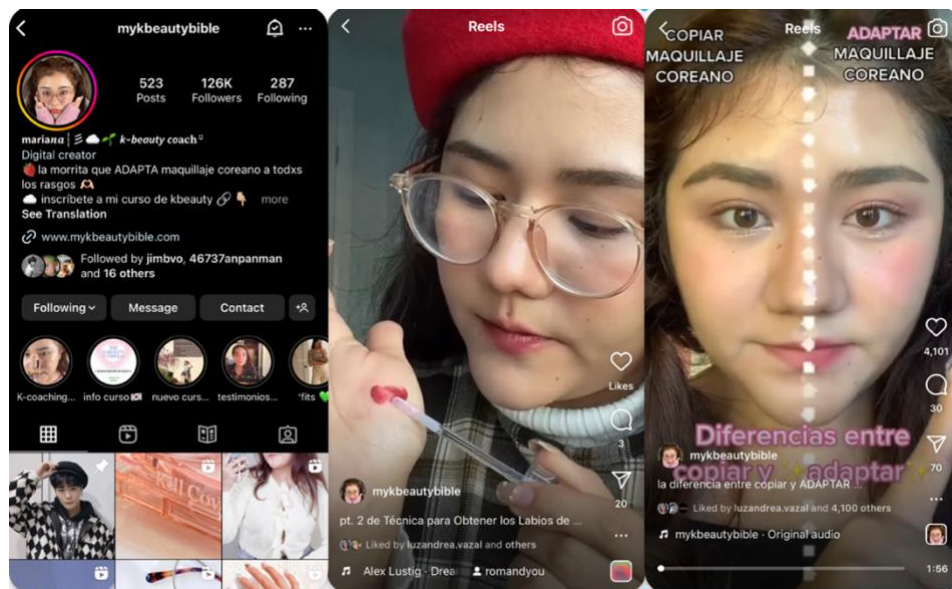 mykbeautybible
523
126K
287
Posts
Followers
Following
mariana | 彡☁️🌱 k-beauty coach
Digital creator
🍓la morrita que ADAPTA maquillaje coreano a todxs
los rasgos 🫶🏼
☁️ inscríbete a mi curso de kbeauty 🔗👇🏼 more
See Translation
www.mykbeautybible.com
Followed by jimbvo, 46737anpanman
and 16 others
Following
Message
Contact
K-coaching...
info curso🇰🇷
nuevo curs...
testimonios...
'fits 💚
Kill Cov
Reels
Likes
3
20
mykbeautybible
pt. 2 de Técnica para Obtener los Labios de ...
Liked by luzandrea.vazal and others
Alex Lustig · Drea
romandyou
Reels
COPIAR
MAQUILLAJE
COREANO
ADAPTAR
MAQUILLAJE
COREANO
4,101
30
70
Diferencias entre
copiar y ✨adaptar✨
mykbeautybible
la diferencia entre copiar y ADAPTAR ...
Liked by luzandrea.vazal and 4,100 others
mykbeautybible · Original audio
1:56